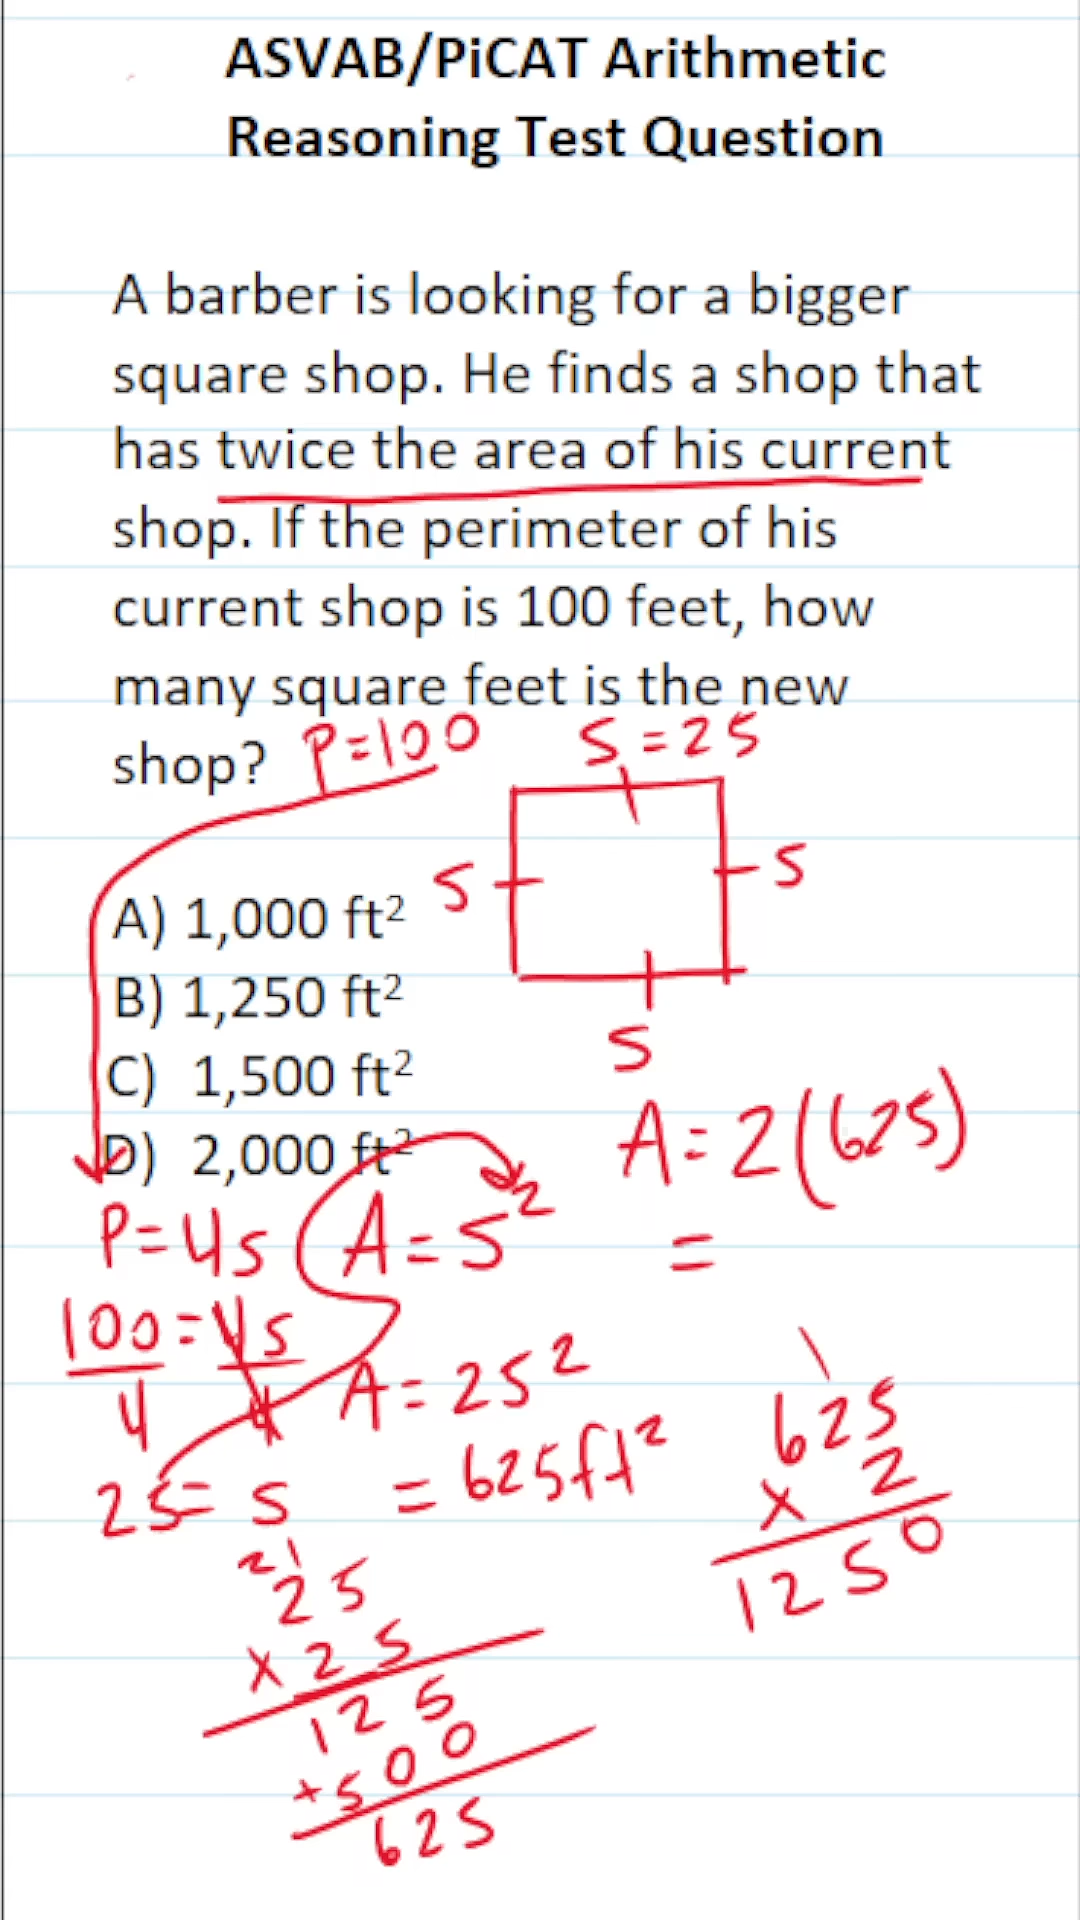 ASVAB/PiCAT Arithmetic
Reasoning Test Question
A barber is looking for a bigger
square shop. He finds a shop that
has twice the area of his current
shop. If the perimeter of his
current shop is 100 feet, how
many square feet is the new
shop? P=100 S=25
S S
A) 1,000 ft²
B) 1,250 ft²
S
C) 1,500 ft²
D) 2,000 ft² A=2(625)
P=4s A=S² =
100=4s
4 4 A=25²
25=S =625ft²
625
x 2
1250
21
25
x25
125
+500
625